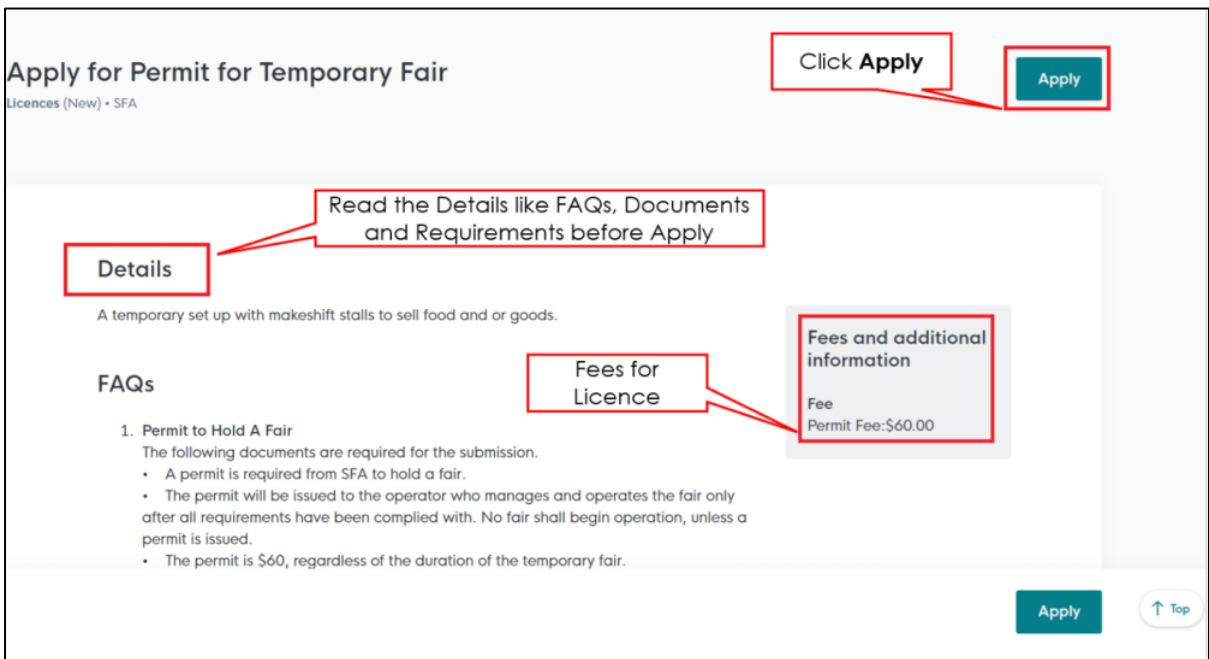 Click Apply
Apply
Apply for Permit for Temporary Fair
Licences (New) • SFA
Read the Details like FAQs, Documents
and Requirements before Apply
Details
A temporary set up with makeshift stalls to sell food and or goods.
Fees and additional
information
Fees for
Licence
Fee
Permit Fee:$60.00
FAQs
1. Permit to Hold A Fair
The following documents are required for the submission.
• A permit is required from SFA to hold a fair.
• The permit will be issued to the operator who manages and operates the fair only
after all requirements have been complied with. No fair shall begin operation, unless a
permit is issued.
• The permit is $60, regardless of the duration of the temporary fair.
Apply
↑ Top